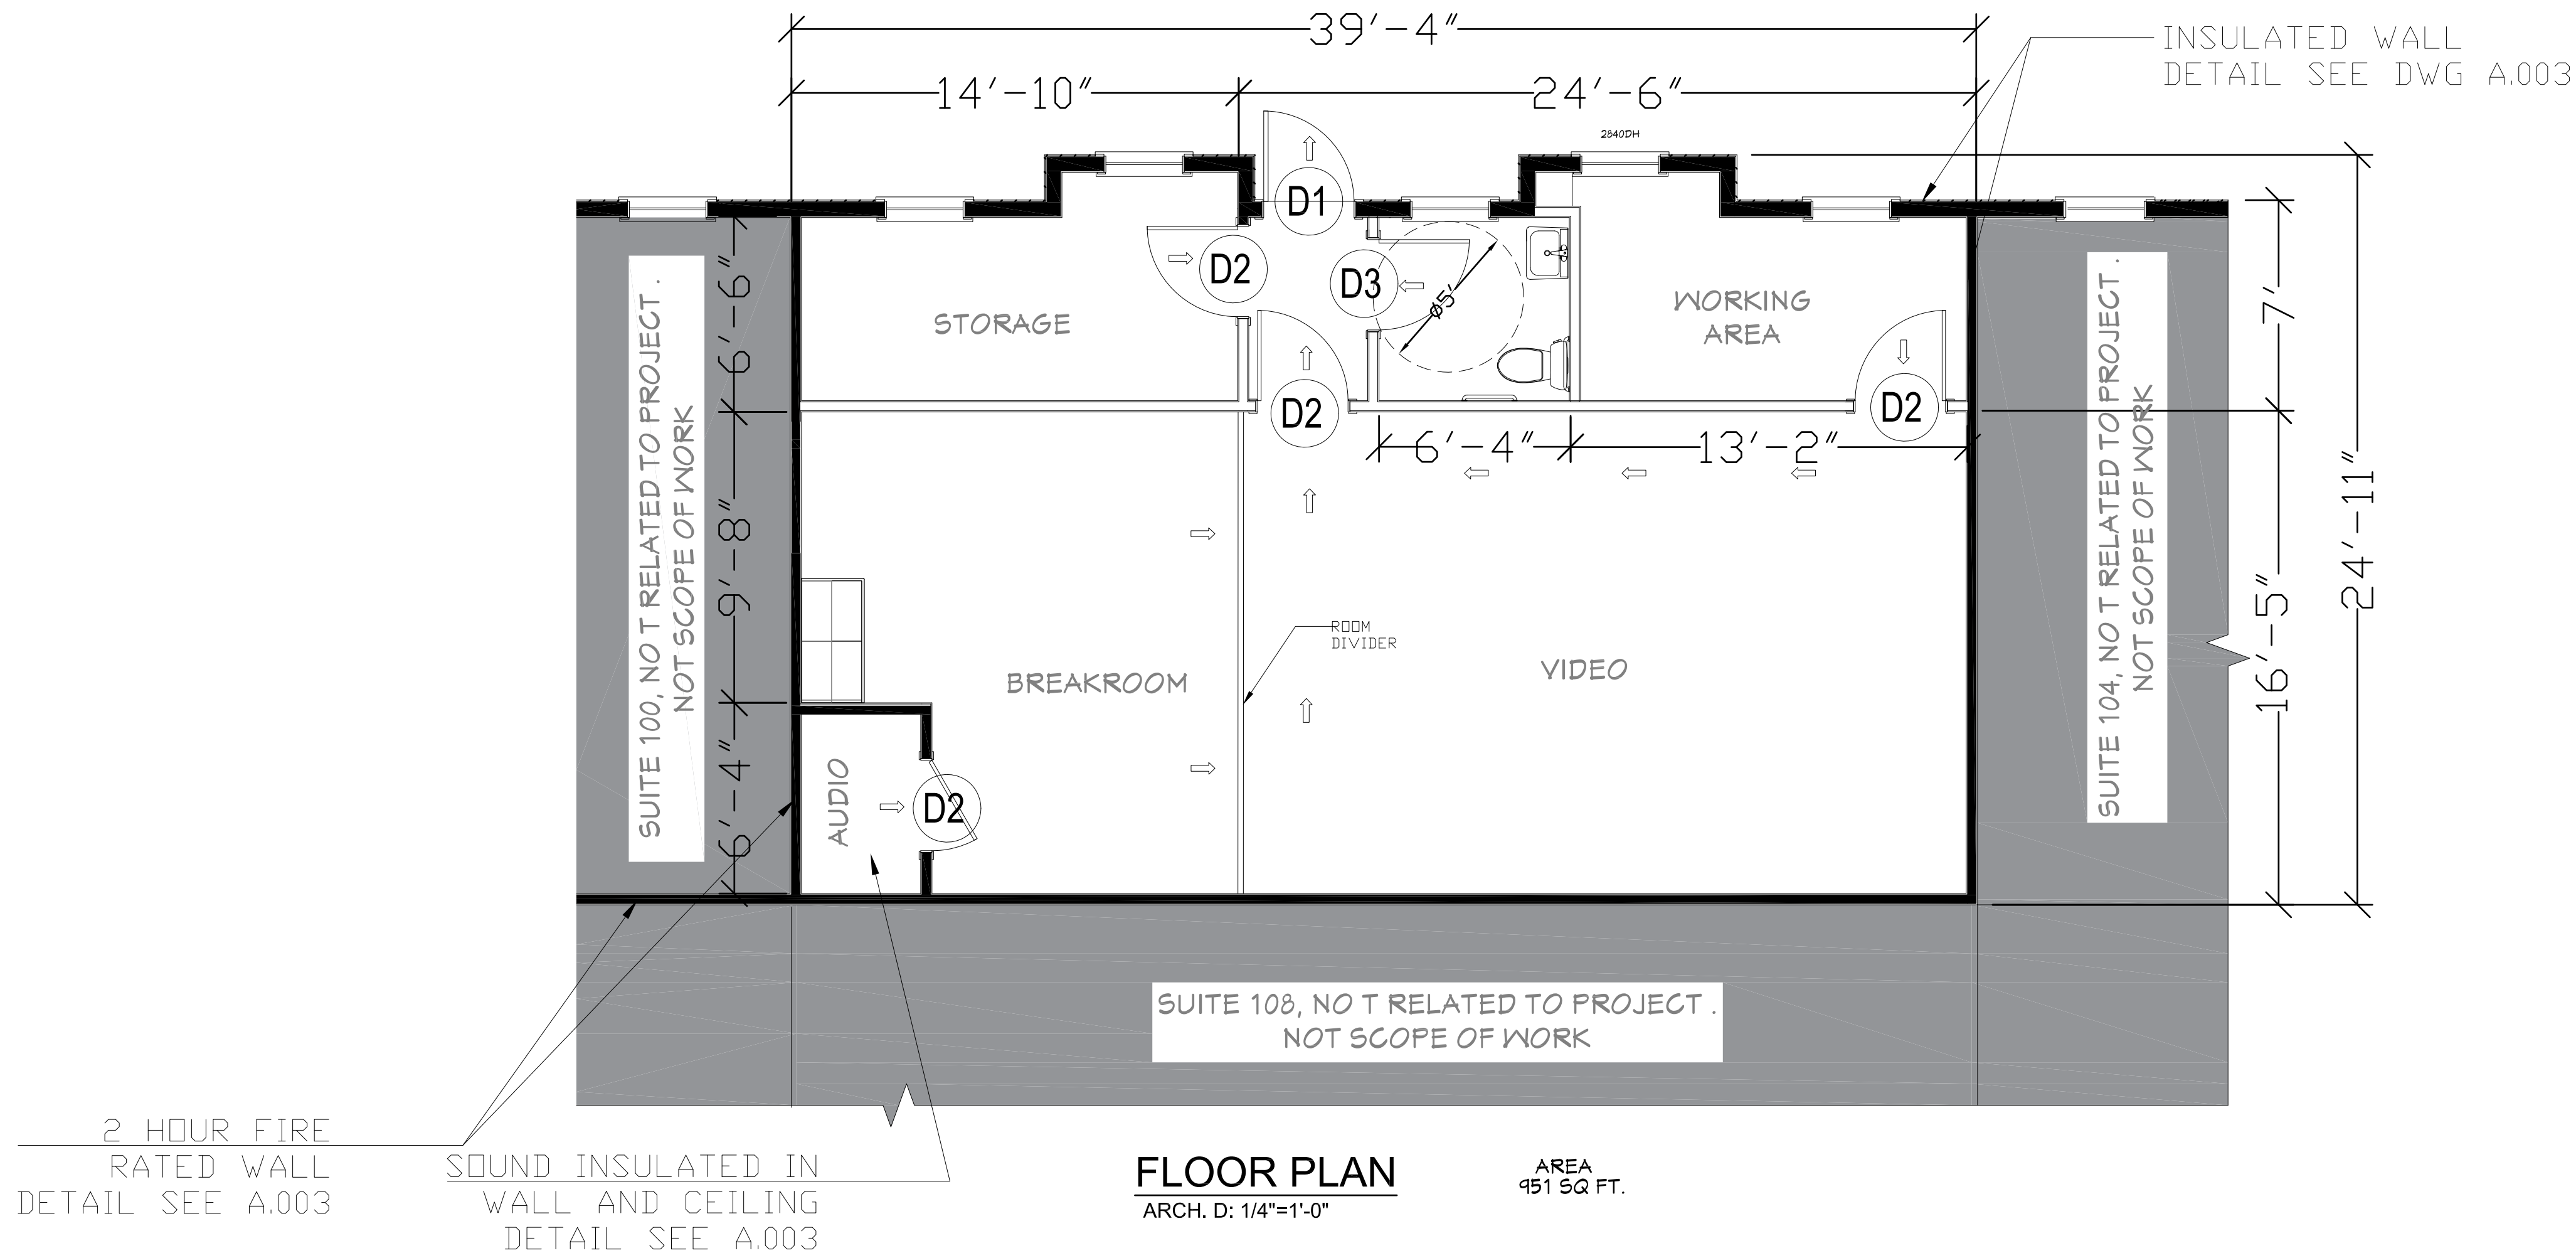 39'-4"
INSULATED WALL
DETAIL SEE DWG A.003
14'-10"
24'-6"
2840DH
D1
D2
D3
Ø5'
STORAGE
WORKING
AREA
D2
D2
6'-6"
7'
6'-4"
13'-2"
SUITE 100, NO T RELATED TO PROJECT .
NOT SCOPE OF WORK
SUITE 104, NO T RELATED TO PROJECT .
NOT SCOPE OF WORK
9'-8"
24'-11"
16'-5"
ROOM
DIVIDER
BREAKROOM
VIDEO
6'-4"
AUDIO
D2
SUITE 108, NO T RELATED TO PROJECT .
NOT SCOPE OF WORK
2 HOUR FIRE
RATED WALL
DETAIL SEE A.003
SOUND INSULATED IN
WALL AND CEILING
DETAIL SEE A.003
FLOOR PLAN
ARCH. D: 1/4"=1'-0"
AREA
951 SQ FT.